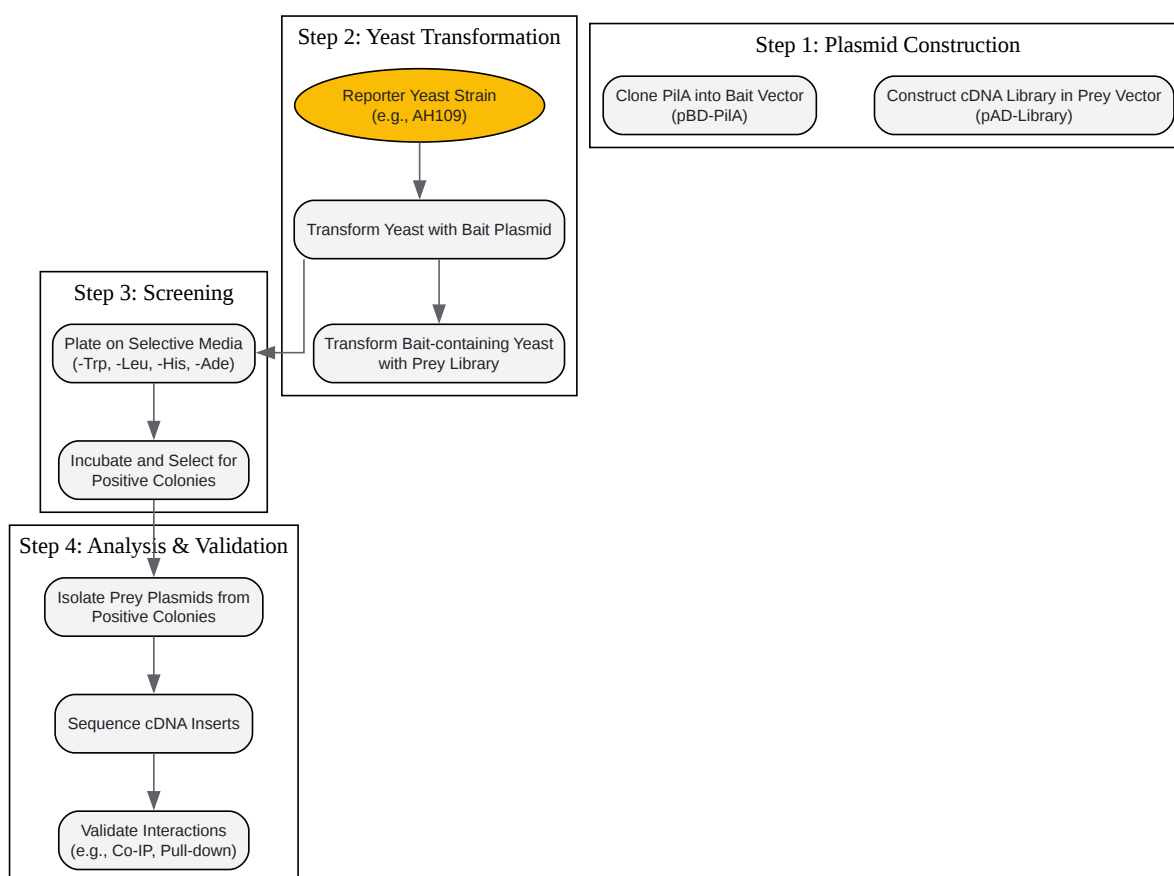 Step 1: Plasmid Construction
Clone PilA into Bait Vector
(pBD-PilA)
Construct cDNA Library in Prey Vector
(pAD-Library)
Step 2: Yeast Transformation
Reporter Yeast Strain
(e.g., AH109)
Transform Yeast with Bait Plasmid
Transform Bait-containing Yeast
with Prey Library
Step 3: Screening
Plate on Selective Media
(-Trp, -Leu, -His, -Ade)
Incubate and Select for
Positive Colonies
Step 4: Analysis & Validation
Isolate Prey Plasmids from
Positive Colonies
Sequence cDNA Inserts
Validate Interactions
(e.g., Co-IP, Pull-down)